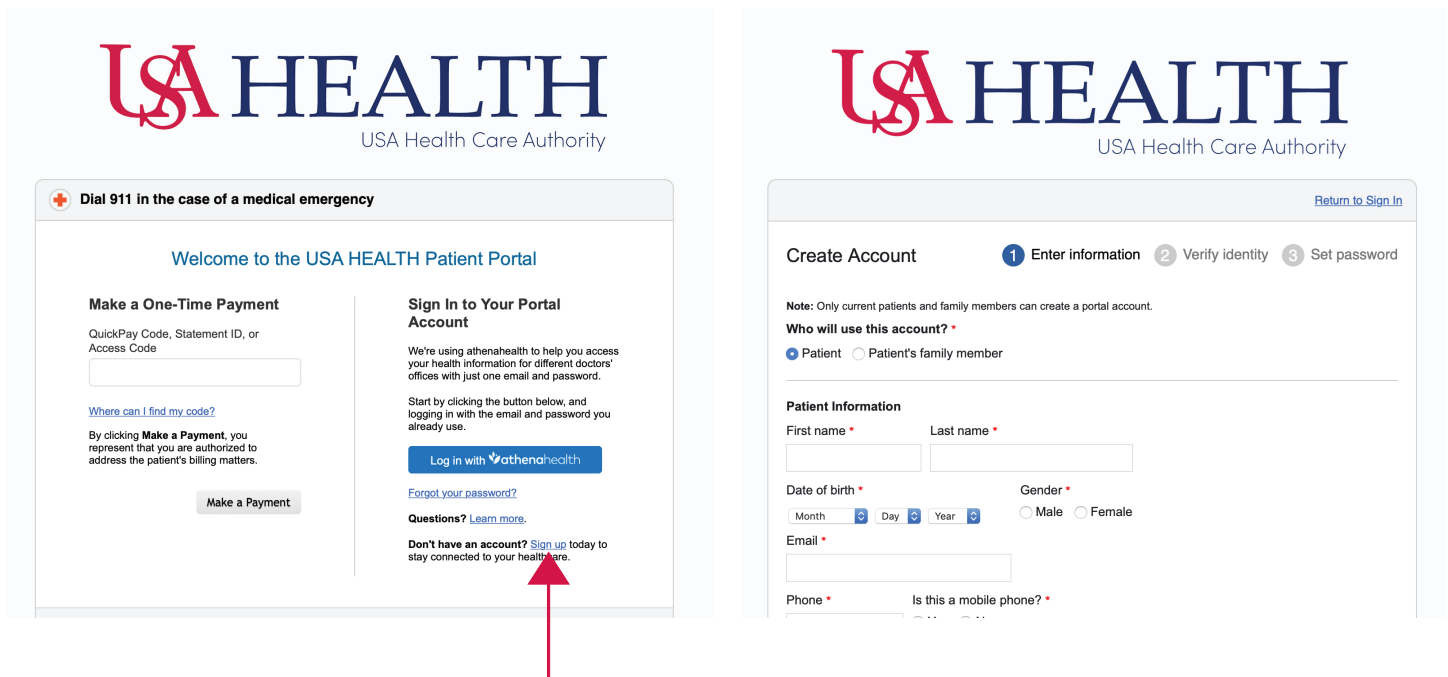 USA HEALTH
USA Health Care Authority
Dial 911 in the case of a medical emergency
Welcome to the USA HEALTH Patient Portal
Make a One-Time Payment
QuickPay Code, Statement ID, or
Access Code
Where can I find my code?
By clicking Make a Payment, you
represent that you are authorized to
address the patient's billing matters.
Make a Payment
Sign In to Your Portal
Account
We're using athenahealth to help you access
your health information for different doctors'
offices with just one email and password.
Start by clicking the button below, and
logging in with the email and password you
already use.
Log in with athenahealth
Forgot your password?
Questions? Learn more.
Don't have an account? Sign up today to
stay connected to your healthcare.
USA HEALTH
USA Health Care Authority
Return to Sign In
Create Account
1 Enter information 2 Verify identity 3 Set password
Note: Only current patients and family members can create a portal account.
Who will use this account? *
Patient Patient's family member
Patient Information
First name * Last name *
Date of birth * Gender *
Month Day Year Male Female
Email *
Phone * Is this a mobile phone? *